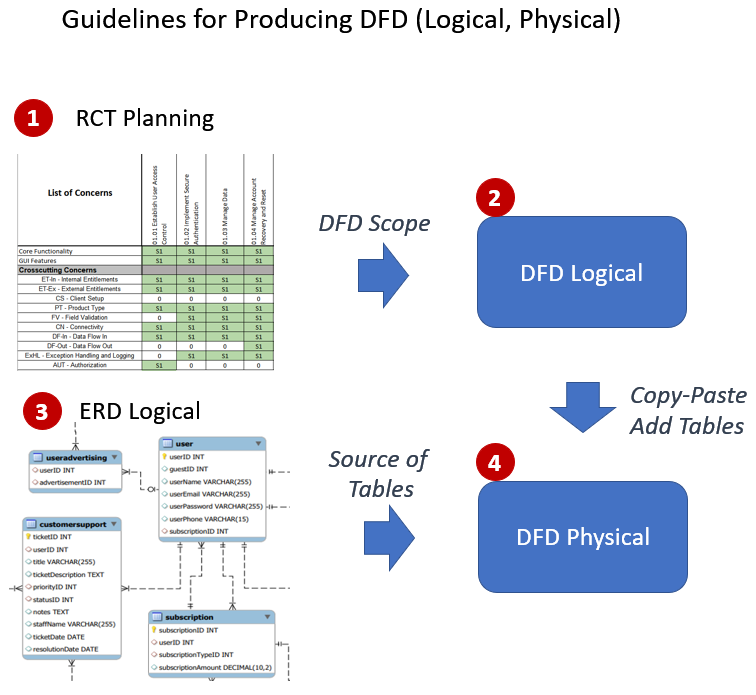 Guidelines for Producing DFD (Logical, Physical)
1 RCT Planning
List of Concerns
01.01 Establish User Access
Control
01.02 Implement Secure
Authentication
01.03 Manage Data
01.04 Manage Account
Recovery and Reset
Core Functionality S1 S1 S1 S1
GUI Features S1 S1 S1 S1
Crosscutting Concerns
ET-In - Internal Entitlements S1 S1 S1 S1
ET-Ex - External Entitlements S1 S1 S1 S1
CS - Client Setup 0 0 0 0
PT - Product Type S1 S1 S1 S1
FV - Field Validation 0 S1 S1 S1
CN - Connectivity S1 S1 S1 S1
DF-In - Data Flow In S1 S1 S1 S1
DF-Out - Data Flow Out 0 0 0 S1
ExHL - Exception Handling and Logging 0 S1 S1 S1
AUT - Authorization S1 0 0 0
DFD Scope
2
DFD Logical
Copy-Paste
Add Tables
3 ERD Logical
useradvertising
userID INT
advertisementID INT
user
userID INT
guestID INT
userName VARCHAR(255)
userEmail VARCHAR(255)
userPassword VARCHAR(255)
userPhone VARCHAR(15)
subscriptionID INT
customersupport
ticketID INT
userID INT
title VARCHAR(255)
ticketDescription TEXT
priorityID INT
statusID INT
notes TEXT
staffName VARCHAR(255)
ticketDate DATE
resolutionDate DATE
subscription
subscriptionID INT
userID INT
subscriptionTypeID INT
subscriptionAmount DECIMAL(10,2)
Source of
Tables
4
DFD Physical